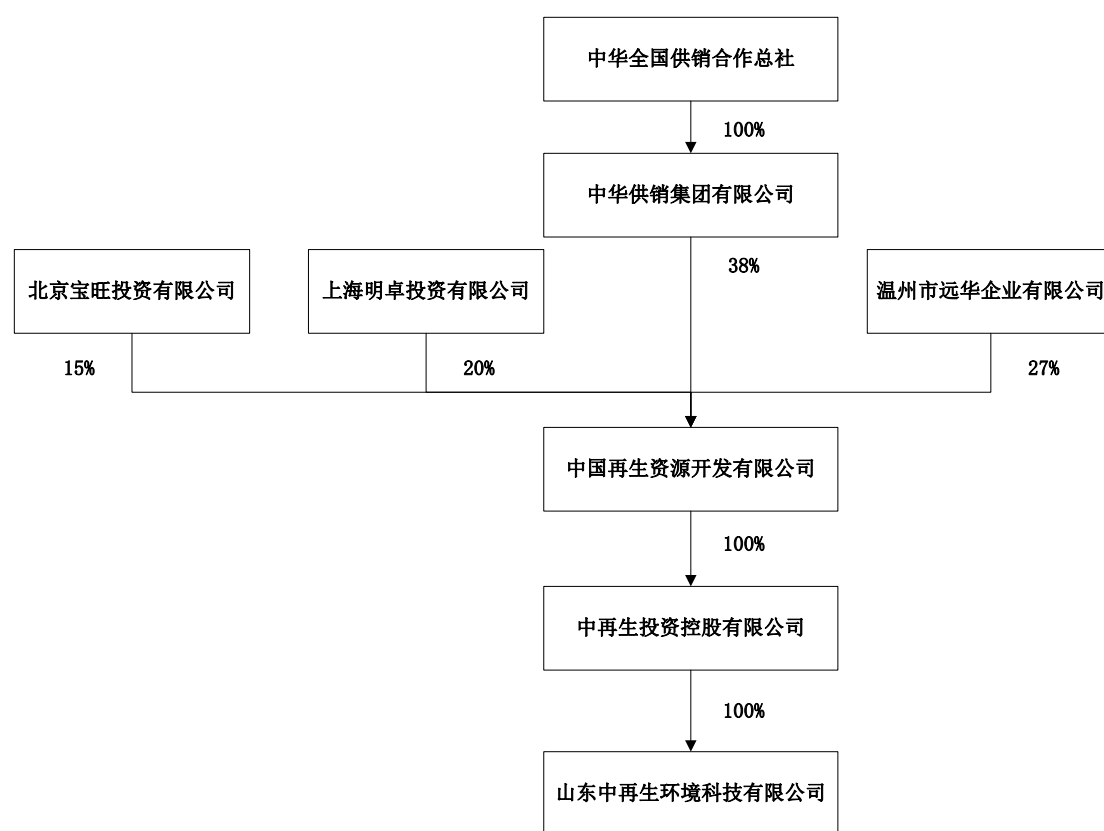 中华全国供销合作总社
100%
中华供销集团有限公司
38%
北京宝旺投资有限公司
上海明卓投资有限公司
温州市远华企业有限公司
15%
20%
27%
中国再生资源开发有限公司
100%
中再生投资控股有限公司
100%
山东中再生环境科技有限公司